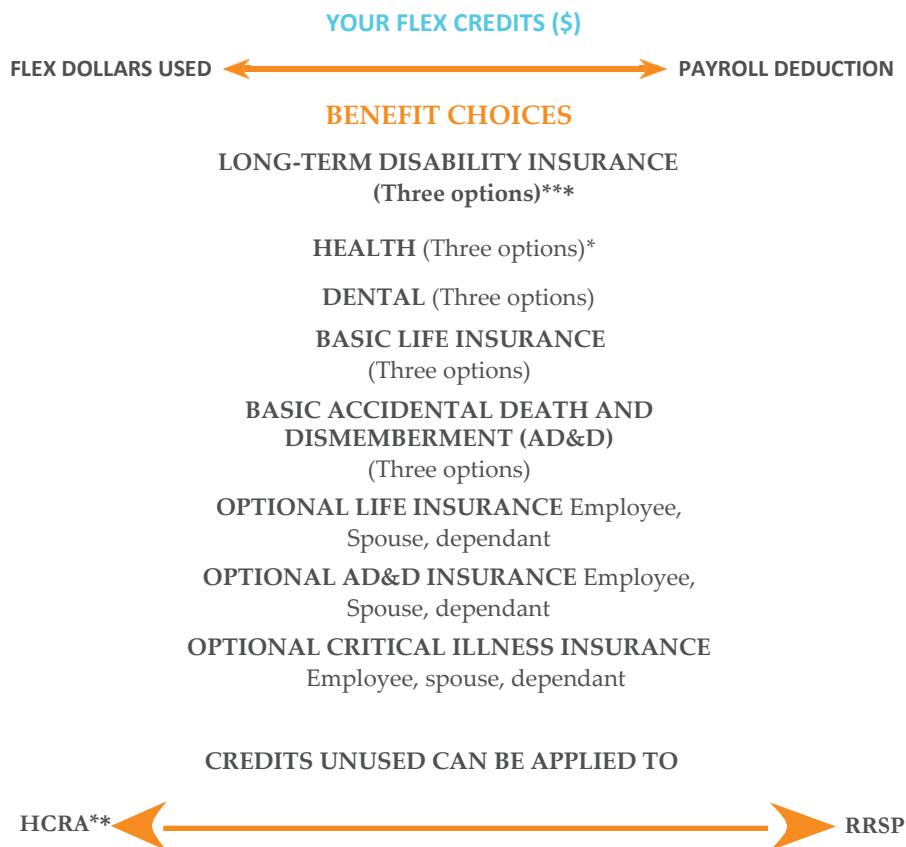 YOUR FLEX CREDITS ($)
FLEX DOLLARS USED PAYROLL DEDUCTION
BENEFIT CHOICES
LONG-TERM DISABILITY INSURANCE
(Three options)***
HEALTH (Three options)*
DENTAL (Three options)
BASIC LIFE INSURANCE
(Three options)
BASIC ACCIDENTAL DEATH AND
DISMEMBERMENT (AD&D)
(Three options)
OPTIONAL LIFE INSURANCE Employee,
Spouse, dependant
OPTIONAL AD&D INSURANCE Employee,
Spouse, dependant
OPTIONAL CRITICAL ILLNESS INSURANCE
Employee, spouse, dependant
CREDITS UNUSED CAN BE APPLIED TO
HCRA** RRSP